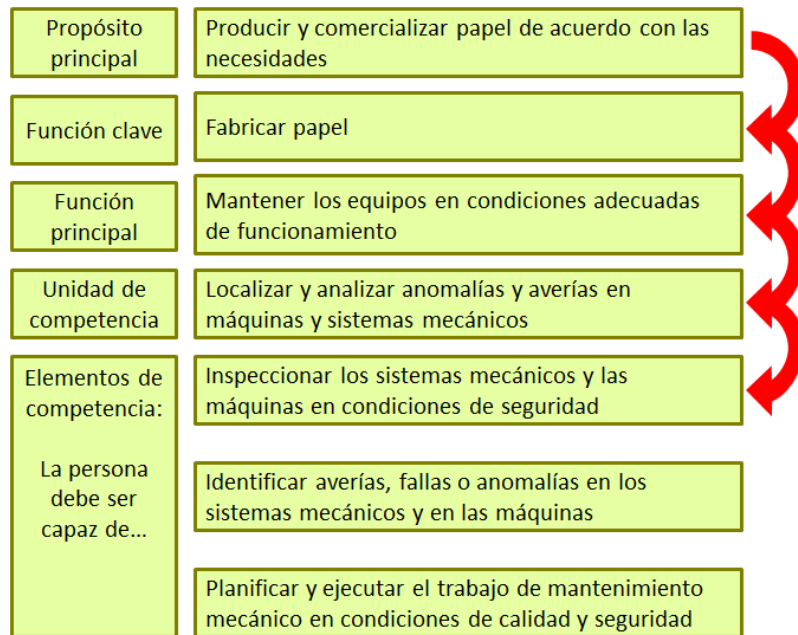 Propósito
principal
Producir y comercializar papel de acuerdo con las
necesidades
Función clave
Fabricar papel
Función
principal
Mantener los equipos en condiciones adecuadas
de funcionamiento
Unidad de
competencia
Localizar y analizar anomalías y averías en
máquinas y sistemas mecánicos
Elementos de
competencia:
La persona
debe ser
capaz de...
Inspeccionar los sistemas mecánicos y las
máquinas en condiciones de seguridad
Identificar averías, fallas o anomalías en los
sistemas mecánicos y en las máquinas
Planificar y ejecutar el trabajo de mantenimiento
mecánico en condiciones de calidad y seguridad